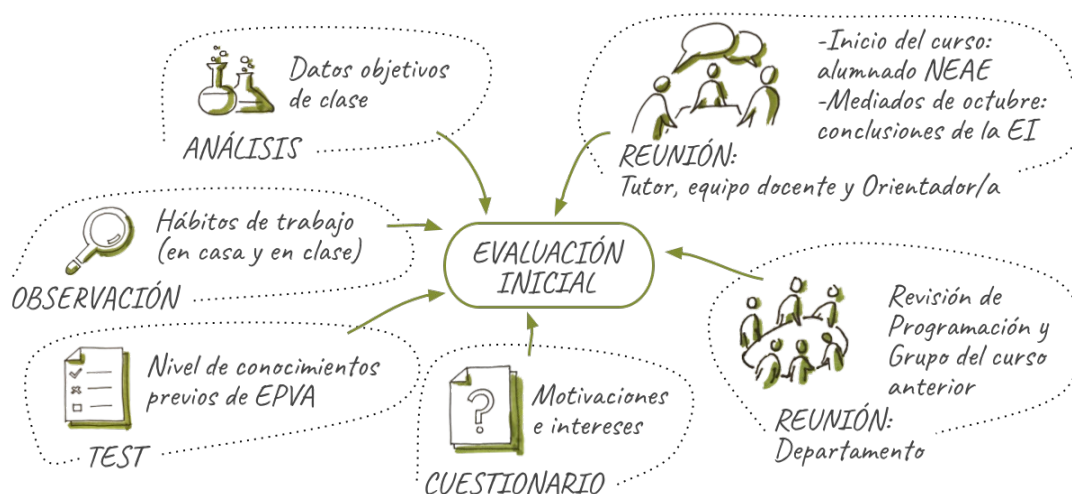 Datos objetivos
de clase
ANÁLISIS
-Inicio del curso:
alumnado NEAE
-Mediados de octubre:
conclusiones de la EI
REUNIÓN:
Tutor, equipo docente y Orientador/a
Hábitos de trabajo
(en casa y en clase)
OBSERVACIÓN
EVALUACIÓN
INICIAL
Revisión de
Programación y
Grupo del curso
anterior
REUNIÓN:
Departamento
Nivel de conocimientos
previos de EPVA
TEST
?
Motivaciones
e intereses
CUESTIONARIO